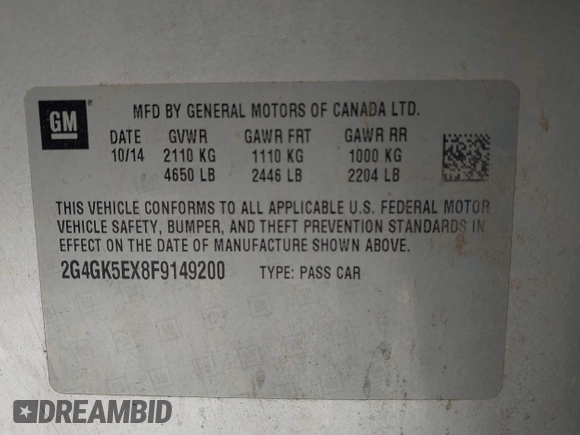 GM
MFD BY GENERAL MOTORS OF CANADA LTD.
DATE GVWR GAWR FRT GAWR RR
10/14 2110 KG 1110 KG 1000 KG
4650 LB 2446 LB 2204 LB
THIS VEHICLE CONFORMS TO ALL APPLICABLE U.S. FEDERAL MOTOR
VEHICLE SAFETY, BUMPER, AND THEFT PREVENTION STANDARDS IN
EFFECT ON THE DATE OF MANUFACTURE SHOWN ABOVE.
2G4GK5EX8F9149200 TYPE: PASS CAR
DREAMBID